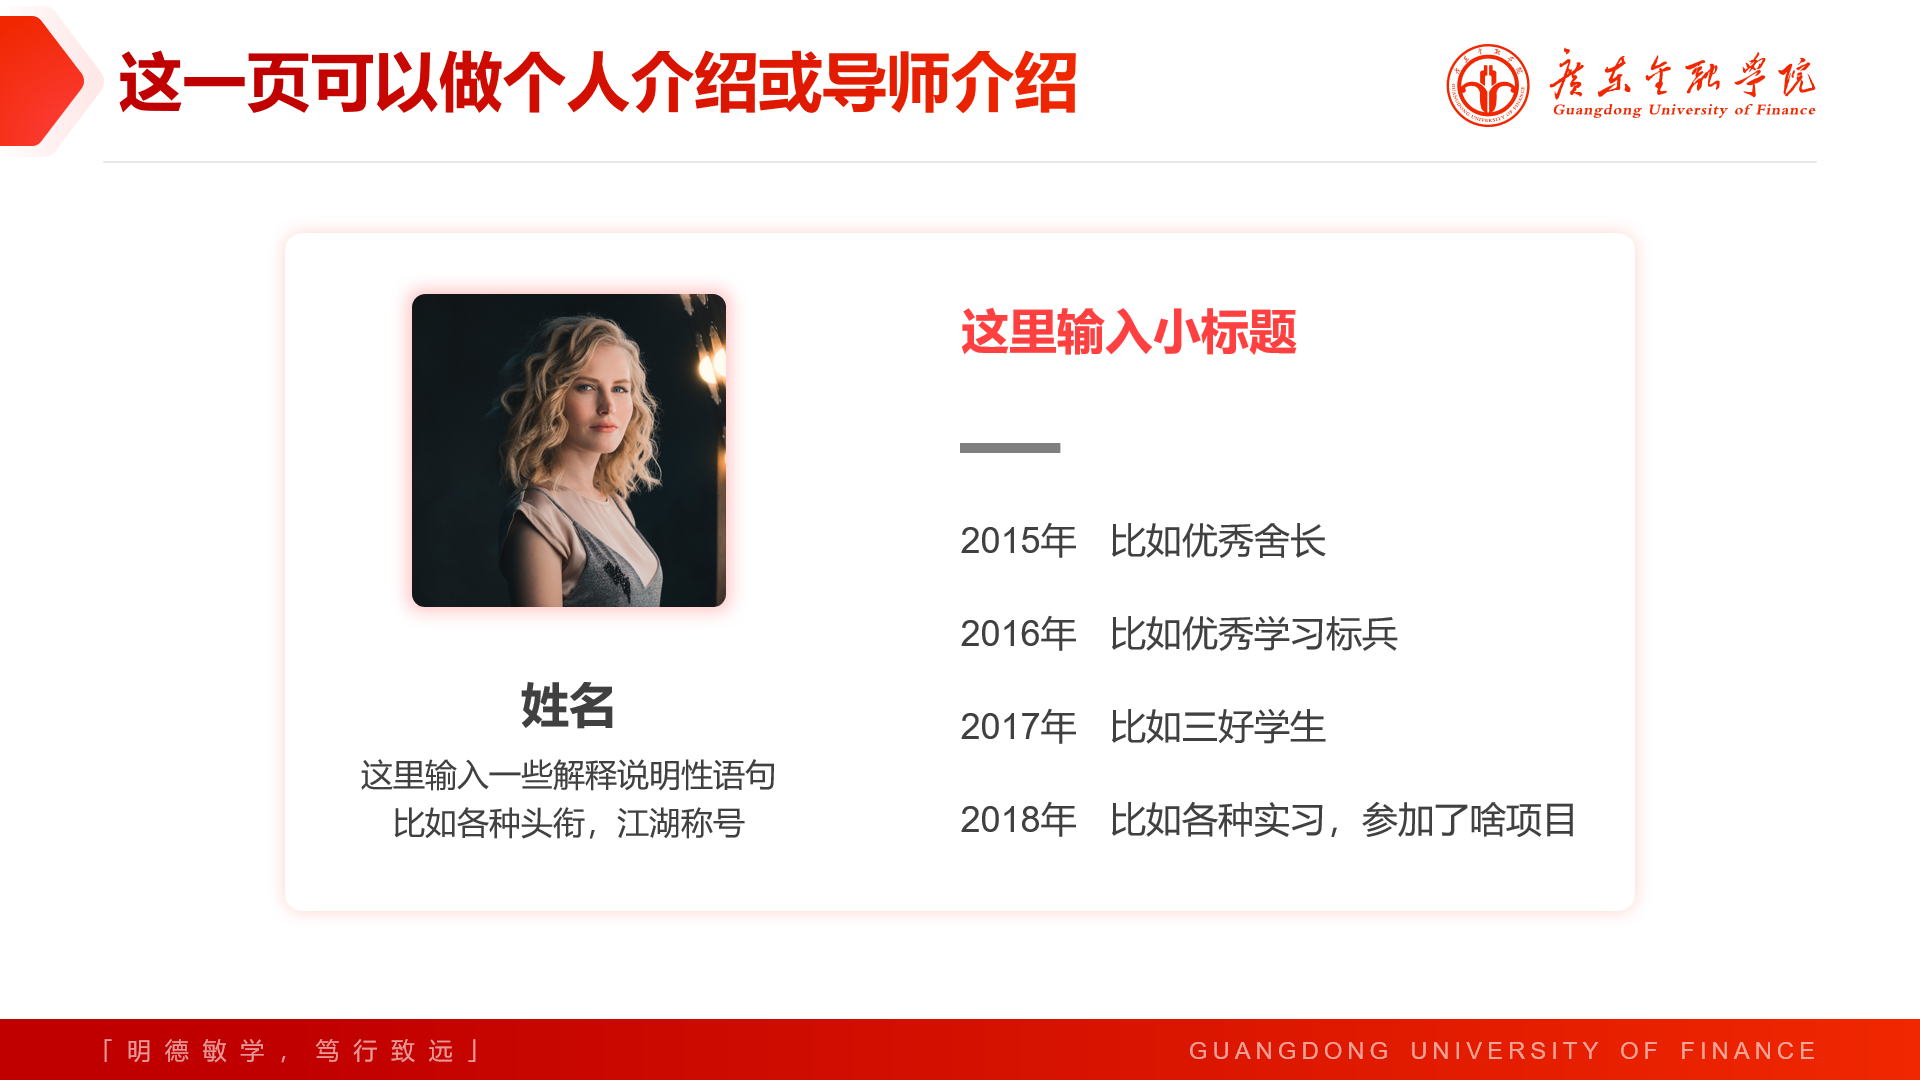 这一页可以做个人介绍或导师介绍
广东金融学院
Guangdong University of Finance
这里输入小标题
2015年 比如优秀舍长
2016年 比如优秀学习标兵
2017年 比如三好学生
2018年 比如各种实习，参加了啥项目
姓名
这里输入一些解释说明性语句
比如各种头衔，江湖称号
「明德敏学，笃行致远」
GUANGDONG UNIVERSITY OF FINANCE